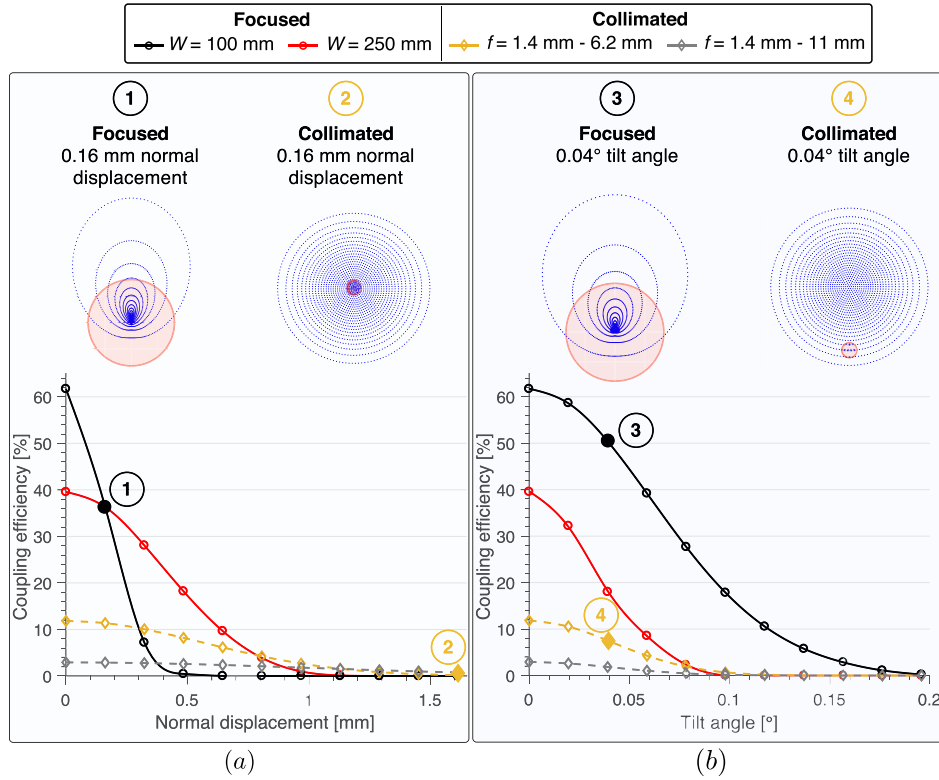 Focused
Collimated
W = 100 mm
W = 250 mm
f = 1.4 mm - 6.2 mm
f = 1.4 mm - 11 mm
1
Focused
0.16 mm normal
displacement
2
Collimated
0.16 mm normal
displacement
3
Focused
0.04° tilt angle
4
Collimated
0.04° tilt angle
Coupling efficiency [%]
60
50
40
30
20
10
0
1
2
0
0.5
1
1.5
Normal displacement [mm]
Coupling efficiency [%]
60
50
40
30
20
10
0
3
4
0
0.05
0.1
0.15
0.2
Tilt angle [°]
(a)
(b)